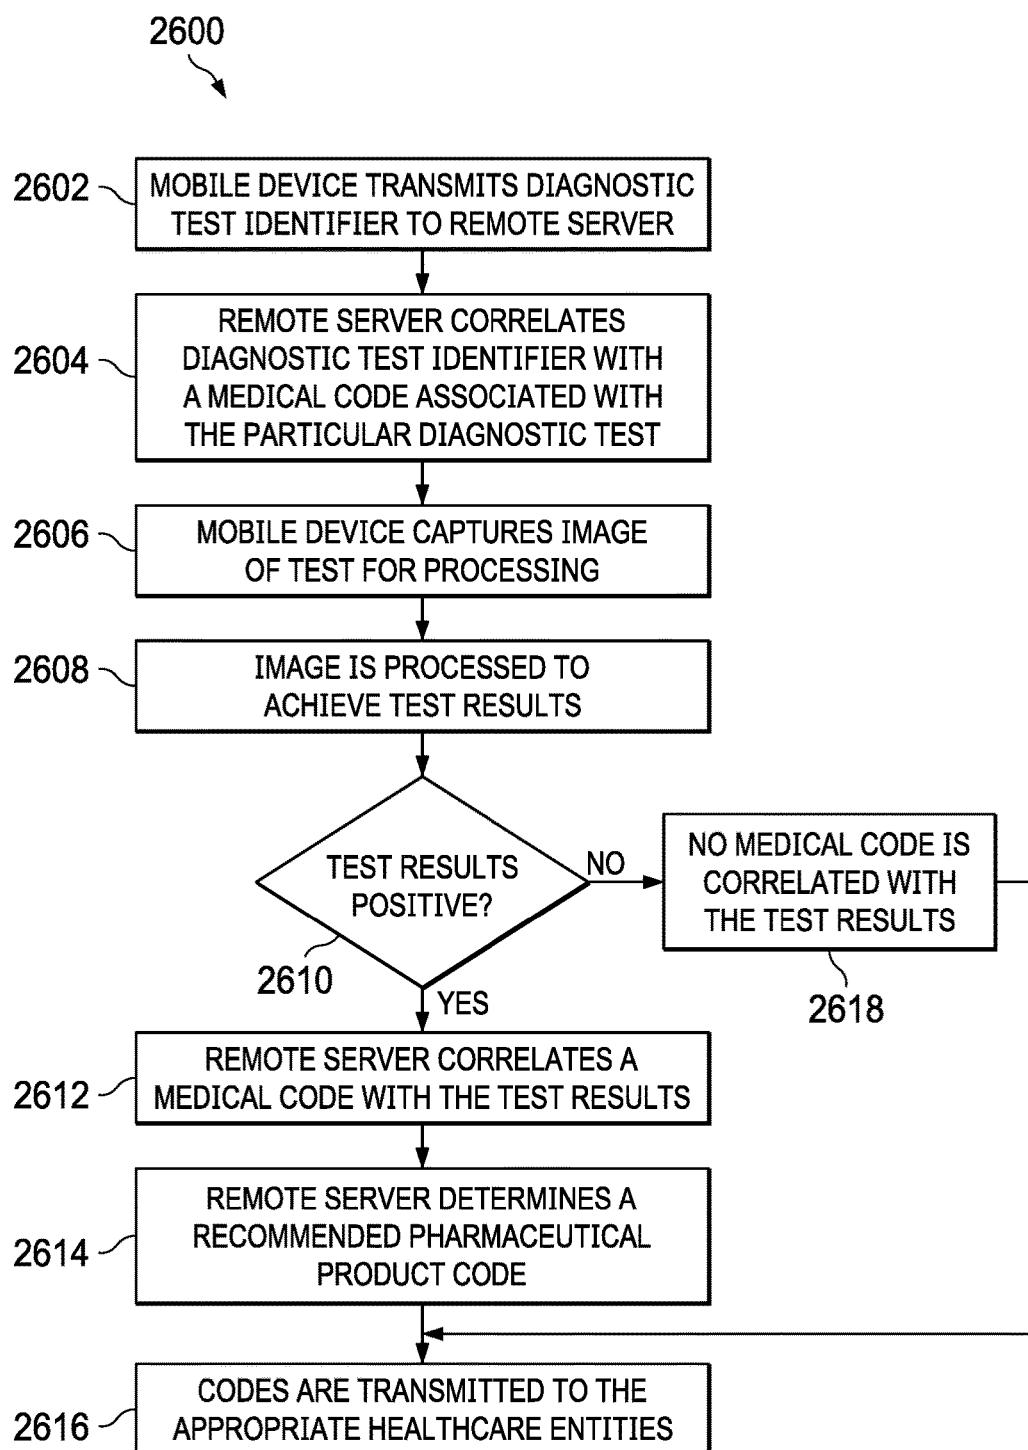 2600
2602
MOBILE DEVICE TRANSMITS DIAGNOSTIC
TEST IDENTIFIER TO REMOTE SERVER
2604
REMOTE SERVER CORRELATES
DIAGNOSTIC TEST IDENTIFIER WITH
A MEDICAL CODE ASSOCIATED WITH
THE PARTICULAR DIAGNOSTIC TEST
2606
MOBILE DEVICE CAPTURES IMAGE
OF TEST FOR PROCESSING
2608
IMAGE IS PROCESSED TO
ACHIEVE TEST RESULTS
TEST RESULTS
POSITIVE?
2610
NO
NO MEDICAL CODE IS
CORRELATED WITH
THE TEST RESULTS
2618
YES
2612
REMOTE SERVER CORRELATES A
MEDICAL CODE WITH THE TEST RESULTS
2614
REMOTE SERVER DETERMINES A
RECOMMENDED PHARMACEUTICAL
PRODUCT CODE
2616
CODES ARE TRANSMITTED TO THE
APPROPRIATE HEALTHCARE ENTITIES